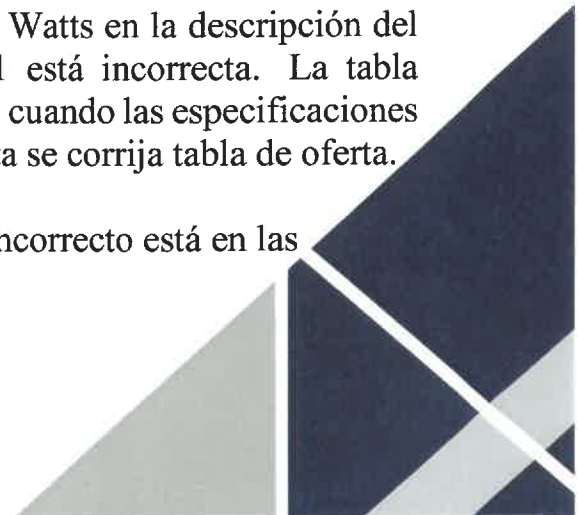 Watts en la descripción del
está incorrecta. La tabla
cuando las especificaciones
ta se corrija tabla de oferta.
ncorrecto está en las